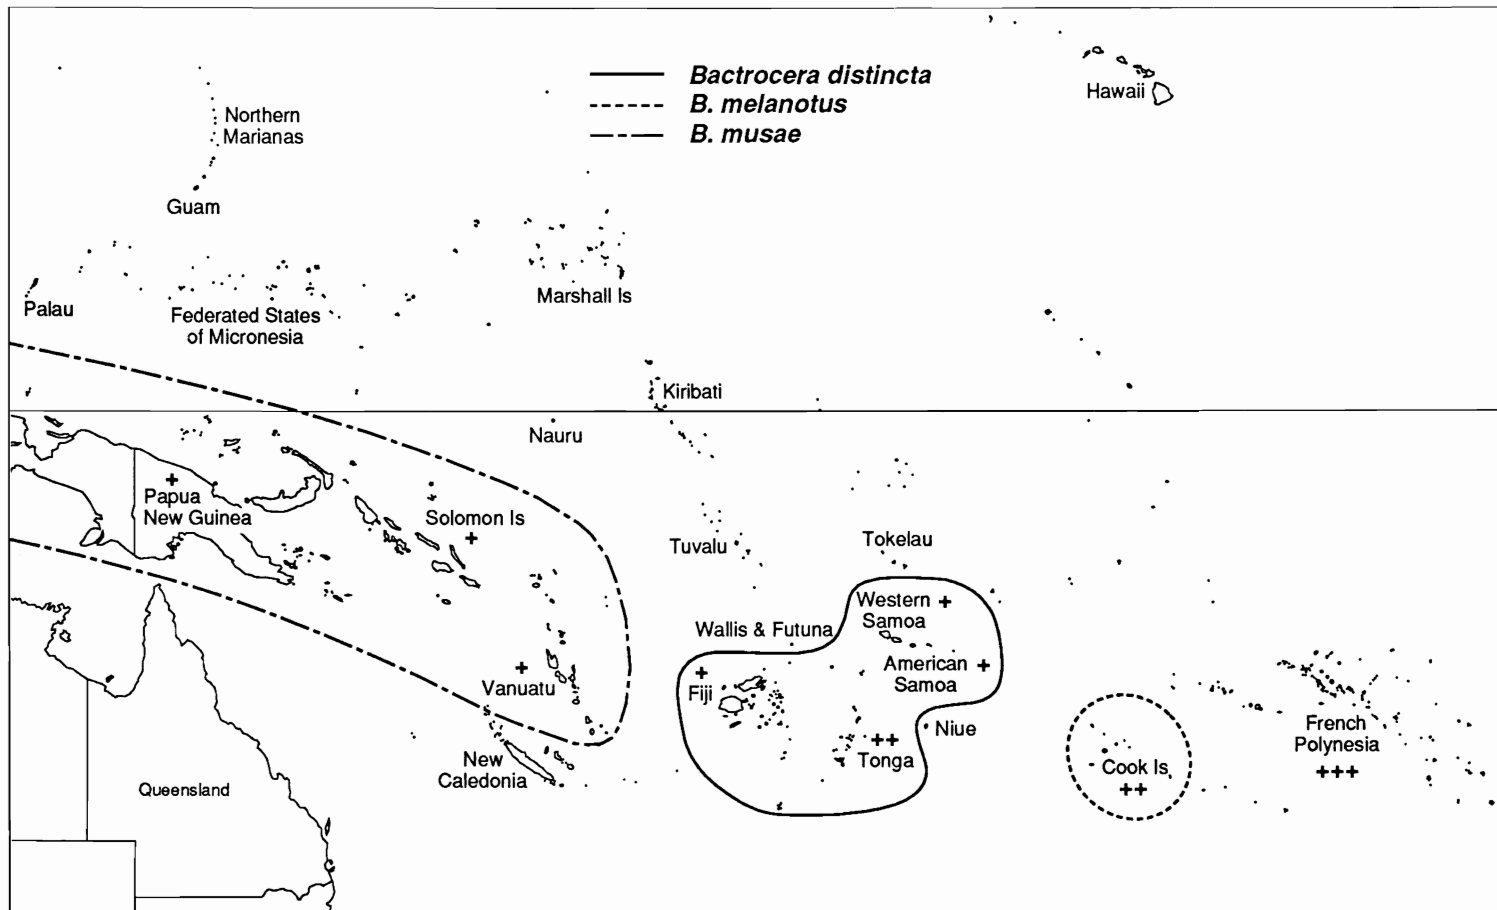 Bactrocera distincta
B. melanotus
B. musae
Hawaii
Northern
Marianas
Guam
Palau
Federated States
of Micronesia
Marshall Is
Kiribati
Nauru
+
Papua
New Guinea
Solomon Is
+
Tuvalu
Tokelau
Western +
Samoa
Wallis & Futuna
American +
Samoa
+
Fiji
+
Vanuatu
Niue
++
Tonga
New
Caledonia
Cook Is
++
French
Polynesia
+++
Queensland